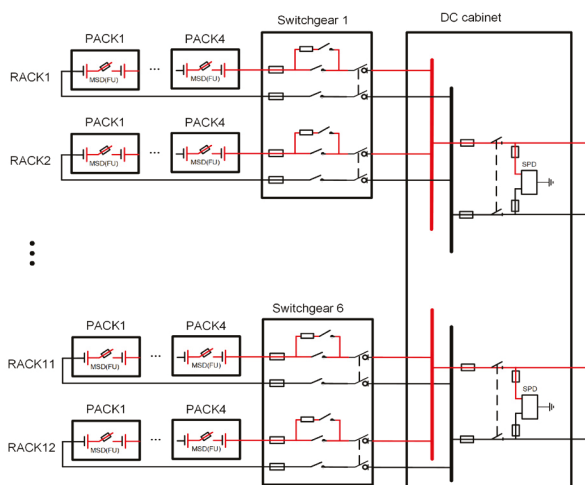 Switchgear 1
DC cabinet
PACK1
...
PACK4
RACK1
MSD(FU)
MSD(FU)
PACK1
...
PACK4
RACK2
MSD(FU)
MSD(FU)
SPD
Switchgear 6
PACK1
...
PACK4
RACK11
MSD(FU)
MSD(FU)
SPD
PACK1
...
PACK4
RACK12
MSD(FU)
MSD(FU)